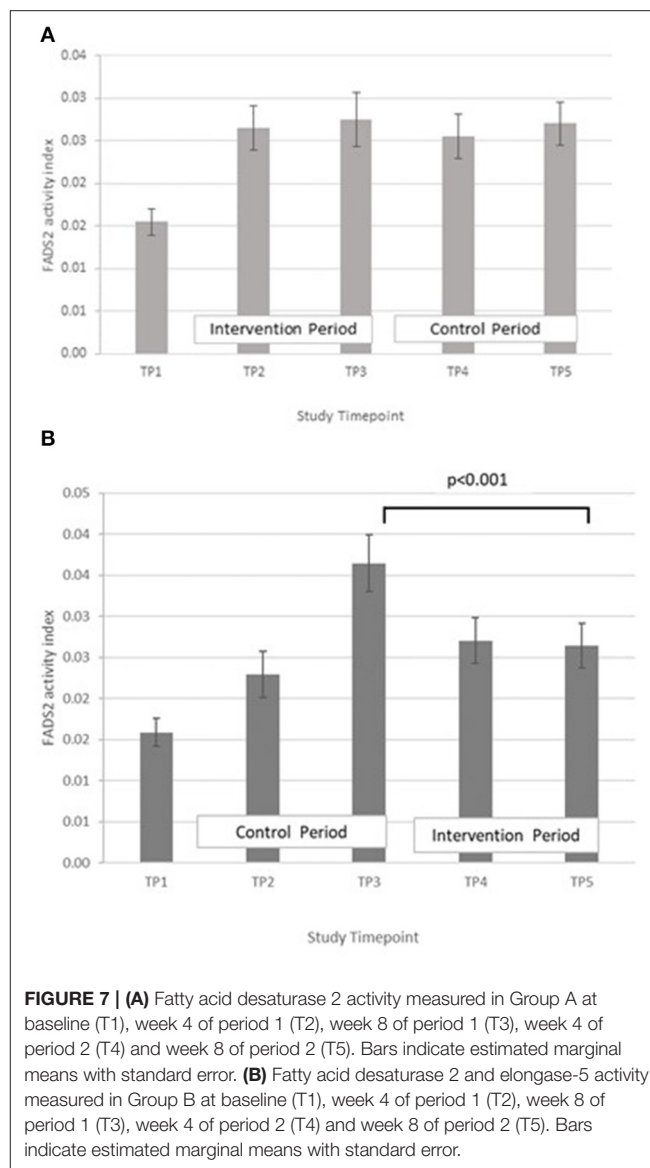 A
0.04
0.03
0.03
0.02
0.02
0.01
0.01
0.00
FADS2 activity index
Intervention Period
Control Period
TP1
TP2
TP3
TP4
TP5
Study Timepoint
B
p<0.001
0.05
0.04
0.04
0.03
0.03
0.02
0.02
0.01
0.01
0.00
FADS2 activity index
Control Period
Intervention Period
TP1
TP2
TP3
TP4
TP5
Study Timepoint
FIGURE 7 | (A) Fatty acid desaturase 2 activity measured in Group A at
baseline (T1), week 4 of period 1 (T2), week 8 of period 1 (T3), week 4 of
period 2 (T4) and week 8 of period 2 (T5). Bars indicate estimated marginal
means with standard error. (B) Fatty acid desaturase 2 and elongase-5 activity
measured in Group B at baseline (T1), week 4 of period 1 (T2), week 8 of
period 1 (T3), week 4 of period 2 (T4) and week 8 of period 2 (T5). Bars
indicate estimated marginal means with standard error.